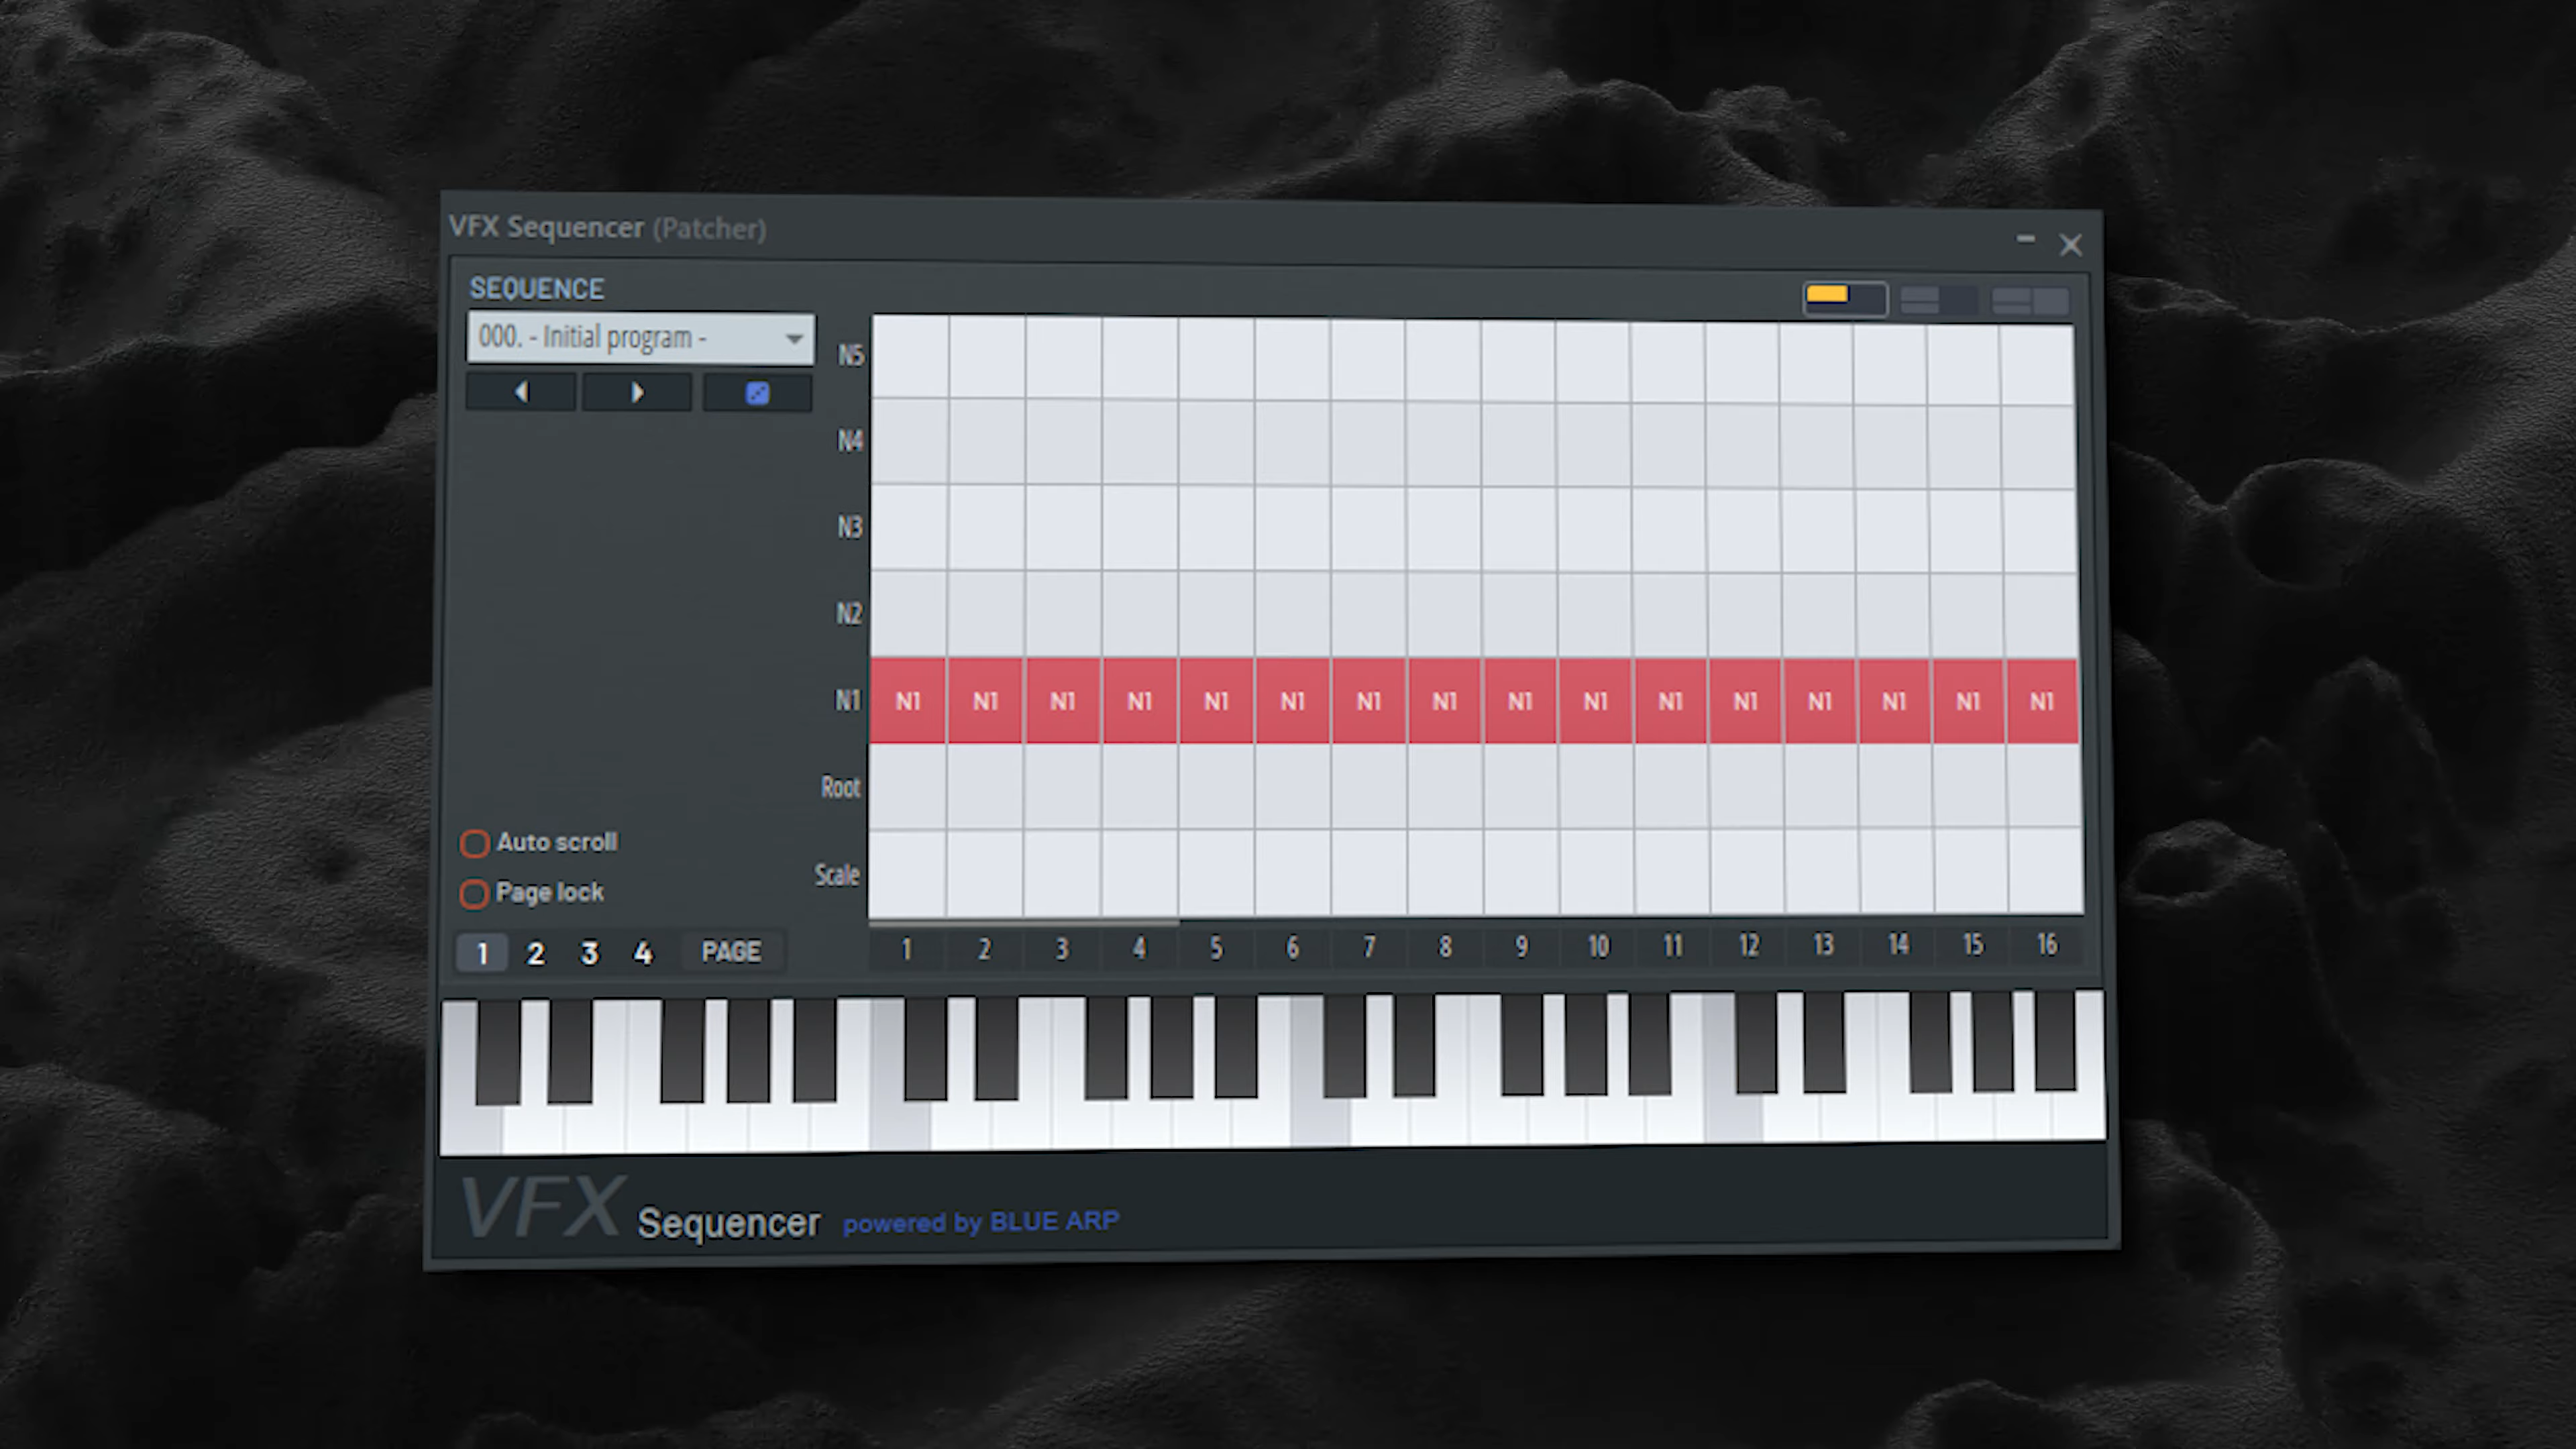 VFX Sequencer (Patcher)
SEQUENCE
000. - Initial program -
N5
N4
N3
N2
N1 N1 N1 N1 N1 N1 N1 N1 N1 N1 N1 N1 N1 N1 N1 N1 N1
Root
Scale
Auto scroll
Page lock
1 2 3 4 PAGE
1 2 3 4 5 6 7 8 9 10 11 12 13 14 15 16
VFX Sequencer powered by BLUE ARP